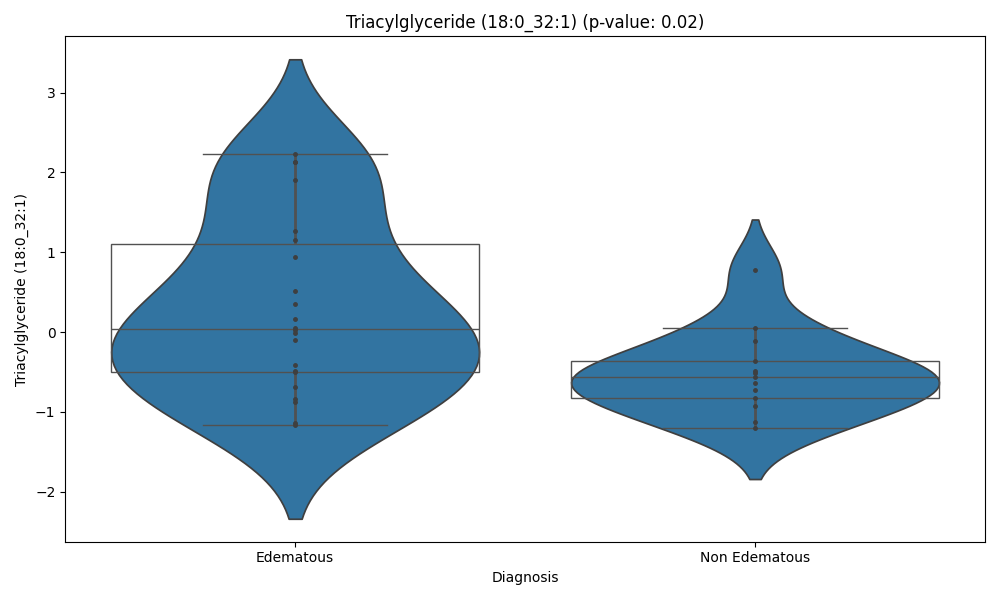 Triacylglyceride (18:0_32:1) (p-value: 0.02)
Triacylglyceride (18:0_32:1)
3
2
1
0
−1
−2
Edematous
Non Edematous
Diagnosis